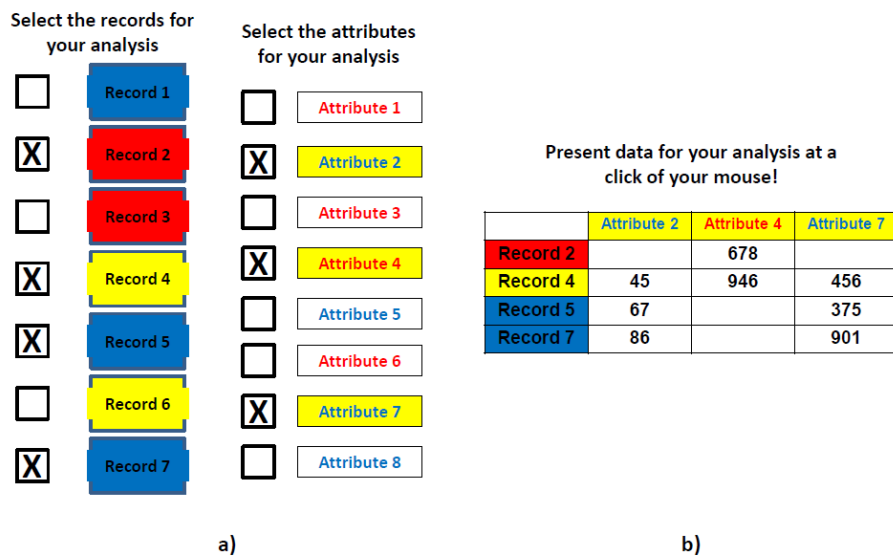 Select the records for
your analysis
X
X
X
X
Record 1
Record 2
Record 3
Record 4
Record 5
Record 6
Record 7
Select the attributes
for your analysis
X
X
X
Attribute 1
Attribute 2
Attribute 3
Attribute 4
Attribute 5
Attribute 6
Attribute 7
Attribute 8
a)
Present data for your analysis at a
click of your mouse!
Attribute 2 Attribute 4 Attribute 7
Record 2 678
Record 4 45 946 456
Record 5 67 375
Record 7 86 901
b)